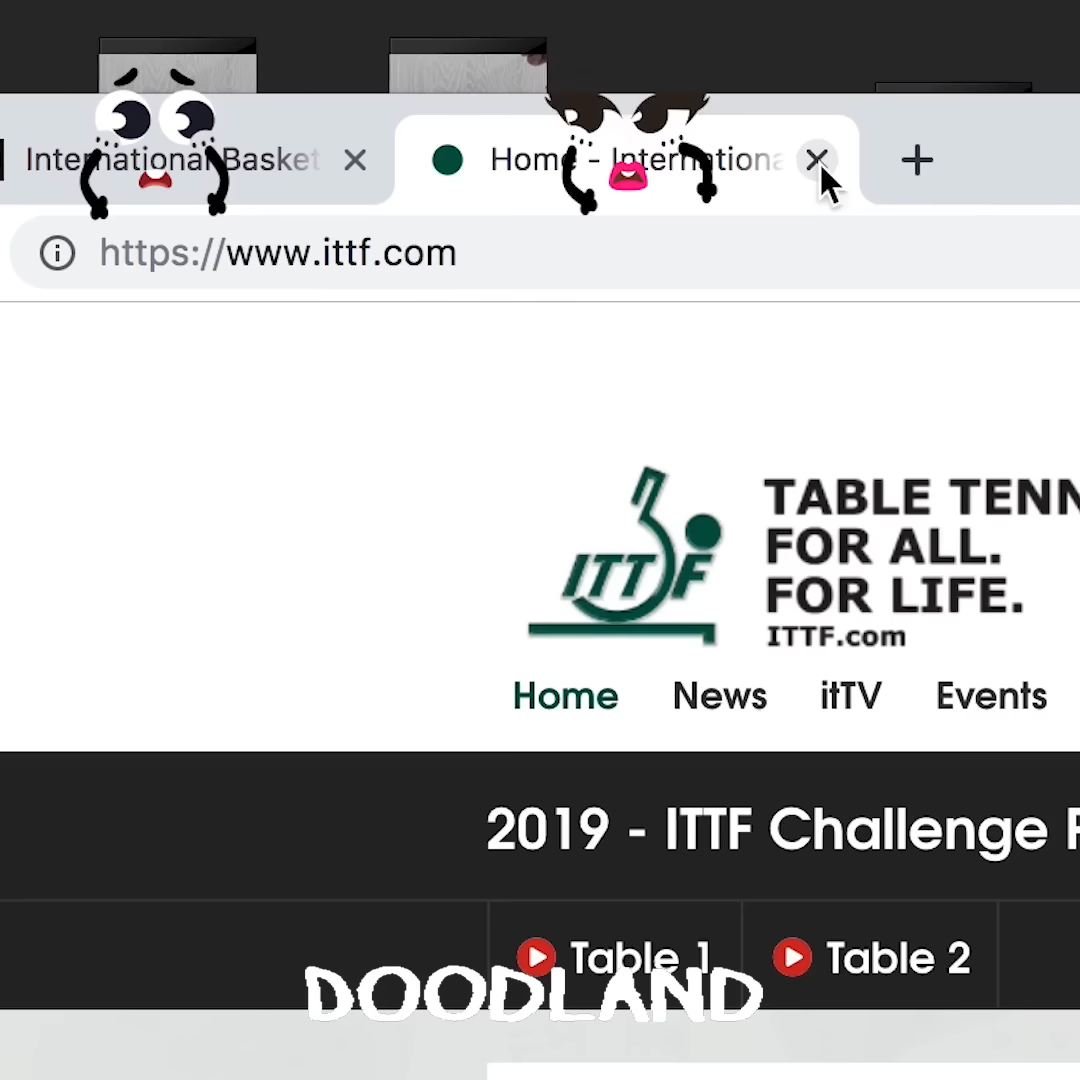 International Basket
Home - Internationa
https://www.ittf.com
ITTF
TABLE TENN
FOR ALL.
FOR LIFE.
ITTF.com
Home News itTV Events
2019 - ITTF Challenge
Table 1 Table 2
DOODLAND